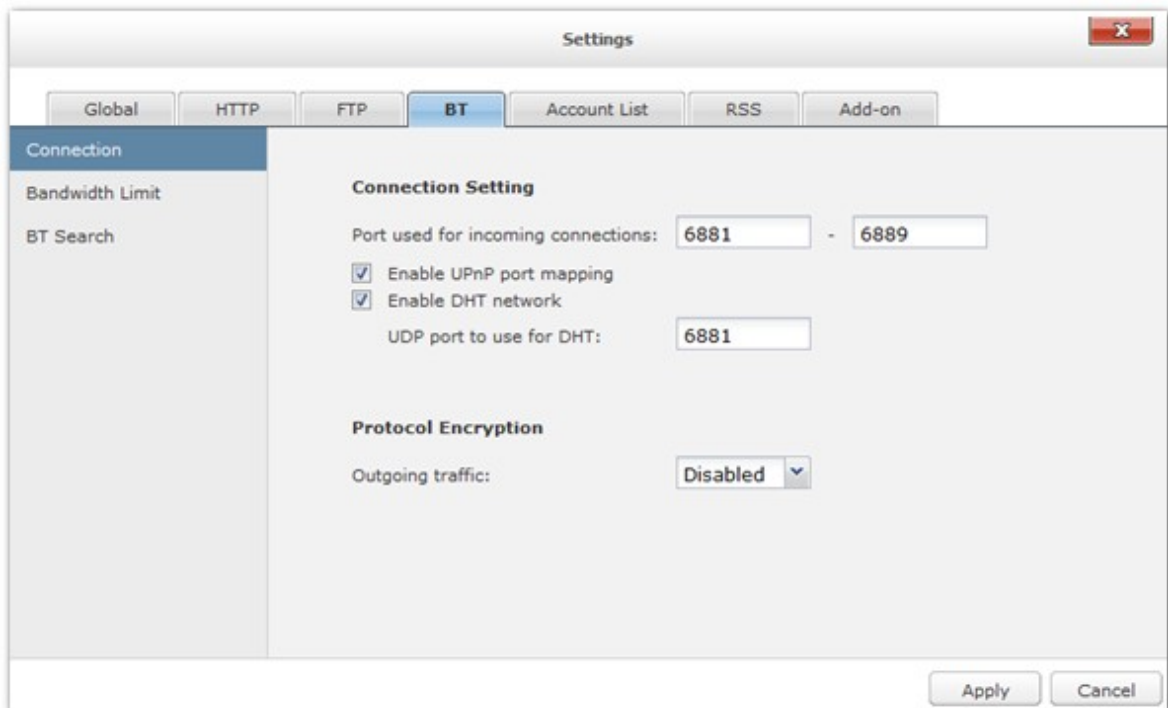 Settings
x
Global HTTP FTP BT Account List RSS Add-on
Connection
Bandwidth Limit
BT Search
Connection Setting
Port used for incoming connections: 6881 - 6889
Enable UPnP port mapping
Enable DHT network
UDP port to use for DHT: 6881
Protocol Encryption
Outgoing traffic: Disabled
Apply Cancel